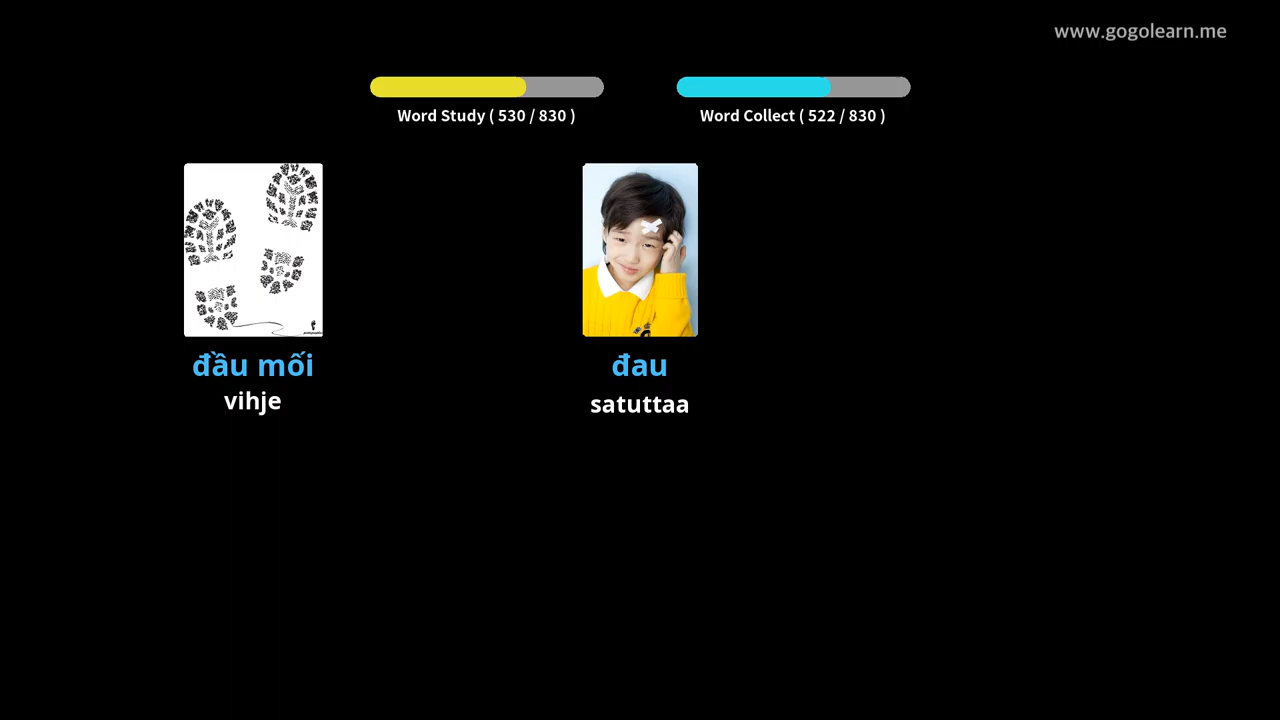 www.gogolearn.me
Word Study ( 530 / 830 )
Word Collect ( 522 / 830 )
đầu mối
vihje
đau
satuttaa